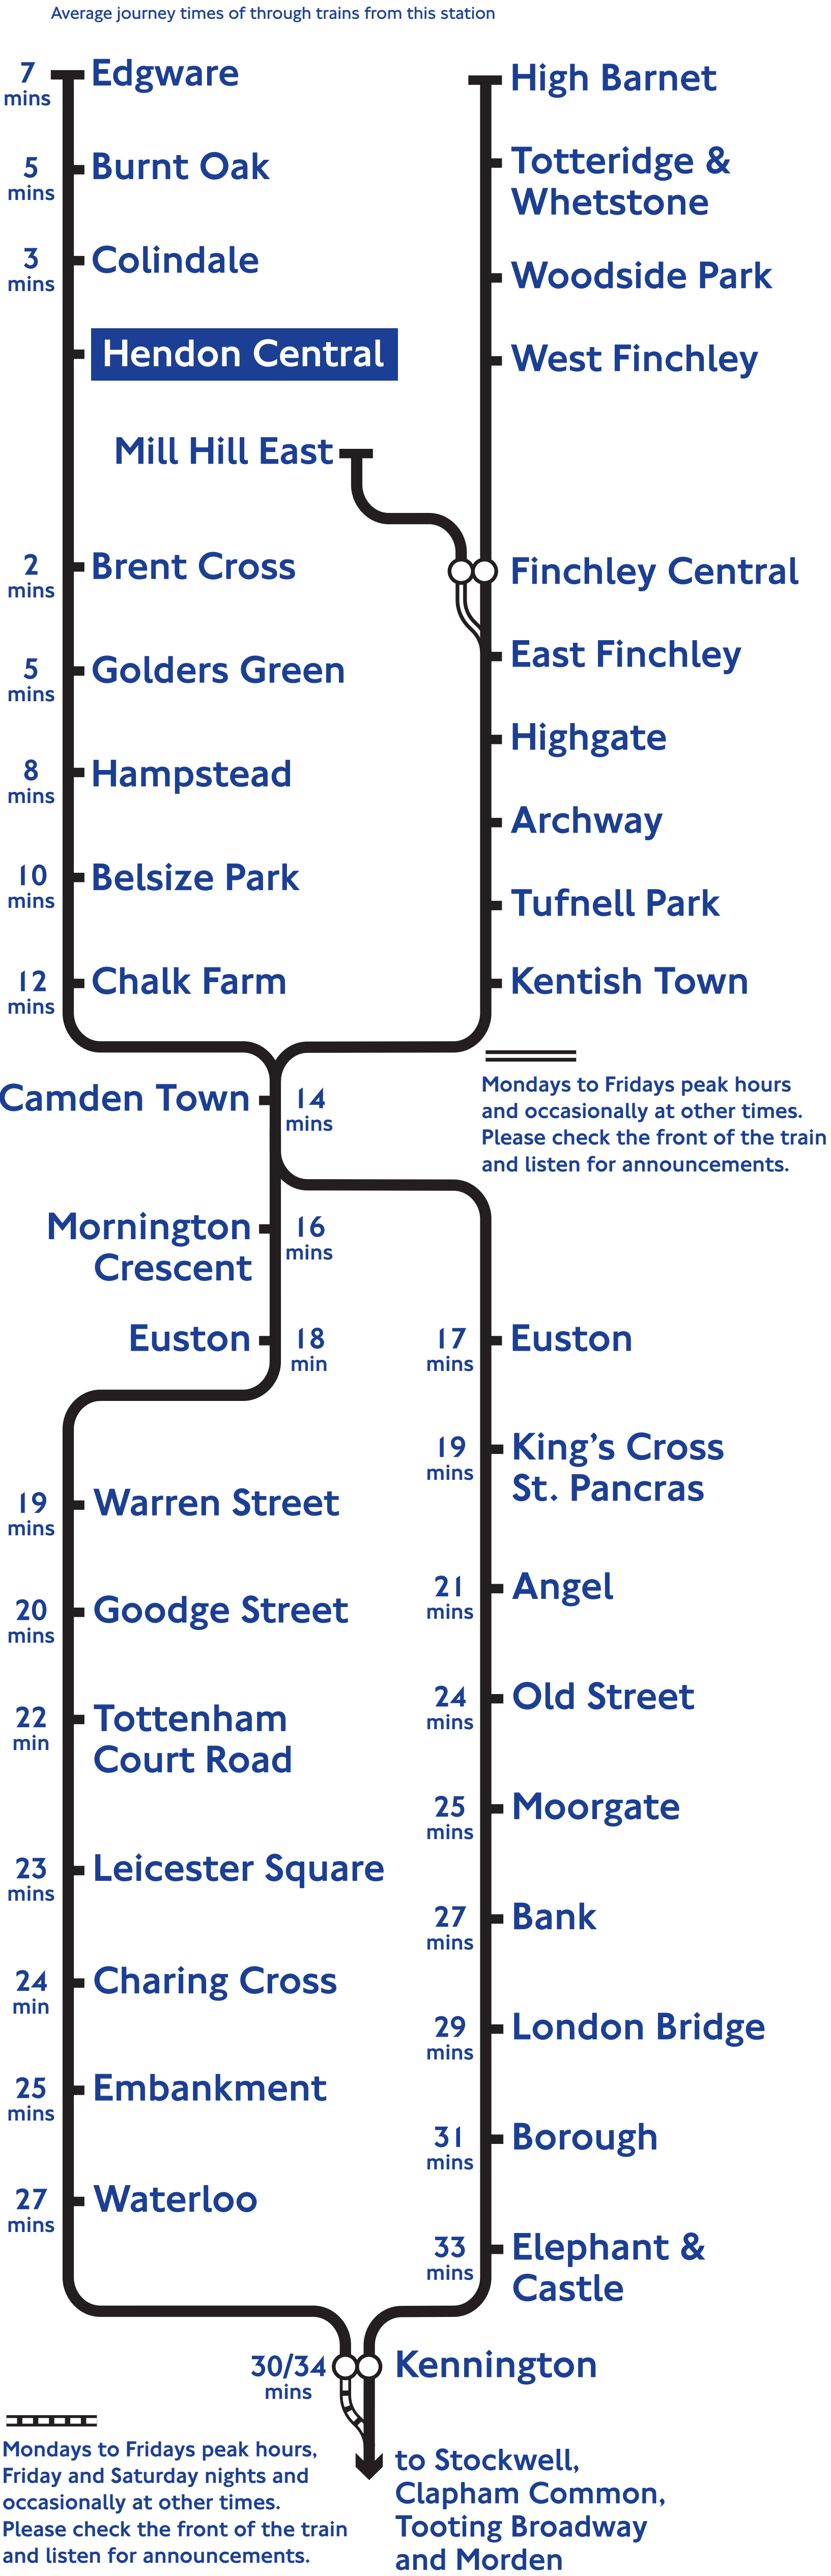 Average journey times of through trains from this station
7
mins
Edgware
5
mins
Burnt Oak
3
mins
Colindale
Hendon Central
High Barnet
Totteridge &
Whetstone
Woodside Park
West Finchley
Mill Hill East
Finchley Central
East Finchley
Highgate
Archway
Tufnell Park
Kentish Town
2
mins
Brent Cross
5
mins
Golders Green
8
mins
Hampstead
10
mins
Belsize Park
12
mins
Chalk Farm
Mondays to Fridays peak hours
and occasionally at other times.
Please check the front of the train
and listen for announcements.
Camden Town
14
mins
Mornington
Crescent
16
mins
Euston
18
min
19
mins
Warren Street
20
mins
Goodge Street
22
min
Tottenham
Court Road
23
mins
Leicester Square
24
min
Charing Cross
25
mins
Embankment
27
mins
Waterloo
17
mins
Euston
19
mins
King’s Cross
St. Pancras
21
mins
Angel
24
mins
Old Street
25
mins
Moorgate
27
mins
Bank
29
mins
London Bridge
31
mins
Borough
33
mins
Elephant &
Castle
30/34
mins
Kennington
Mondays to Fridays peak hours,
Friday and Saturday nights and
occasionally at other times.
Please check the front of the train
and listen for announcements.
to Stockwell,
Clapham Common,
Tooting Broadway
and Morden